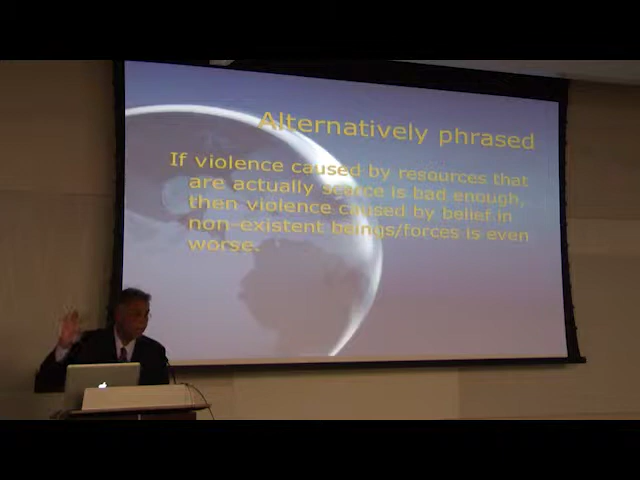 Alternatively phrased
If violence caused by resources that
are actually scarce is bad enough,
then violence caused by belief in
non-existent beings/forces is even
worse.